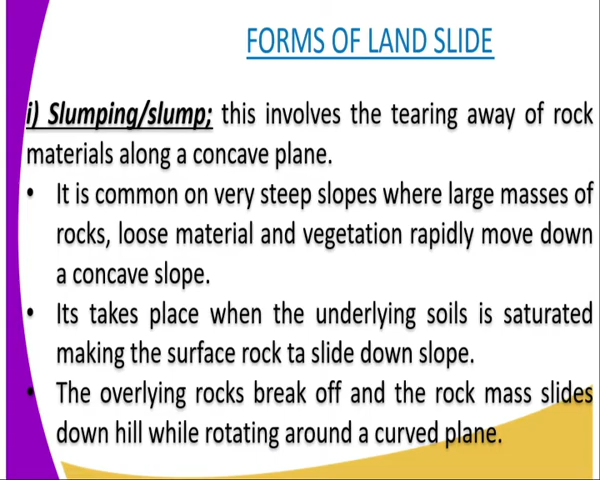 FORMS OF LAND SLIDE
i) Slumping/slump; this involves the tearing away of rock
materials along a concave plane.
• It is common on very steep slopes where large masses of
rocks, loose material and vegetation rapidly move down
a concave slope.
• Its takes place when the underlying soils is saturated
making the surface rock ta slide down slope.
• The overlying rocks break off and the rock mass slides
down hill while rotating around a curved plane.